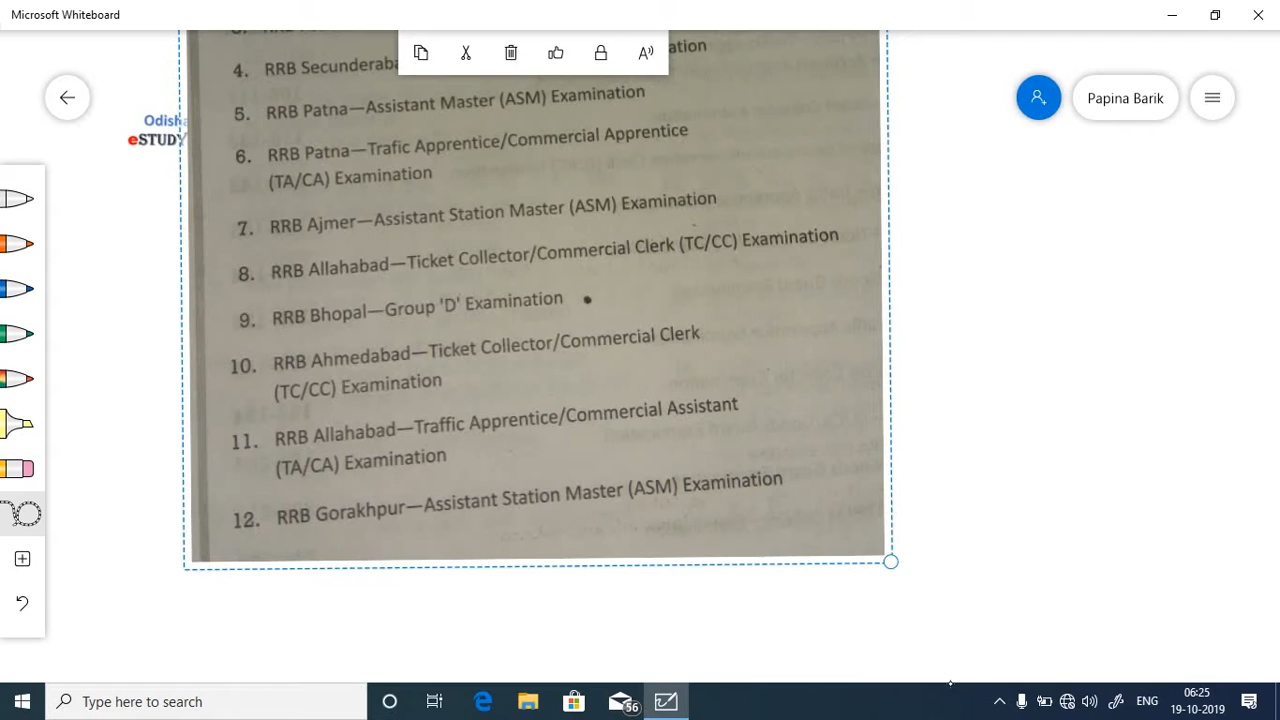 Microsoft Whiteboard
4. RRB Secunderaba
5. RRB Patna—Assistant Master (ASM) Examination
6. RRB Patna—Trafic Apprentice/Commercial Apprentice
(TA/CA) Examination
7. RRB Ajmer—Assistant Station Master (ASM) Examination
8. RRB Allahabad—Ticket Collector/Commercial Clerk (TC/CC) Examination
9. RRB Bhopal—Group 'D' Examination
10. RRB Ahmedabad—Ticket Collector/Commercial Clerk
(TC/CC) Examination
11. RRB Allahabad—Traffic Apprentice/Commercial Assistant
(TA/CA) Examination
12. RRB Gorakhpur—Assistant Station Master (ASM) Examination
Odisha
eSTUDY
Papina Barik
Type here to search
56
ENG
06:25
19-10-2019